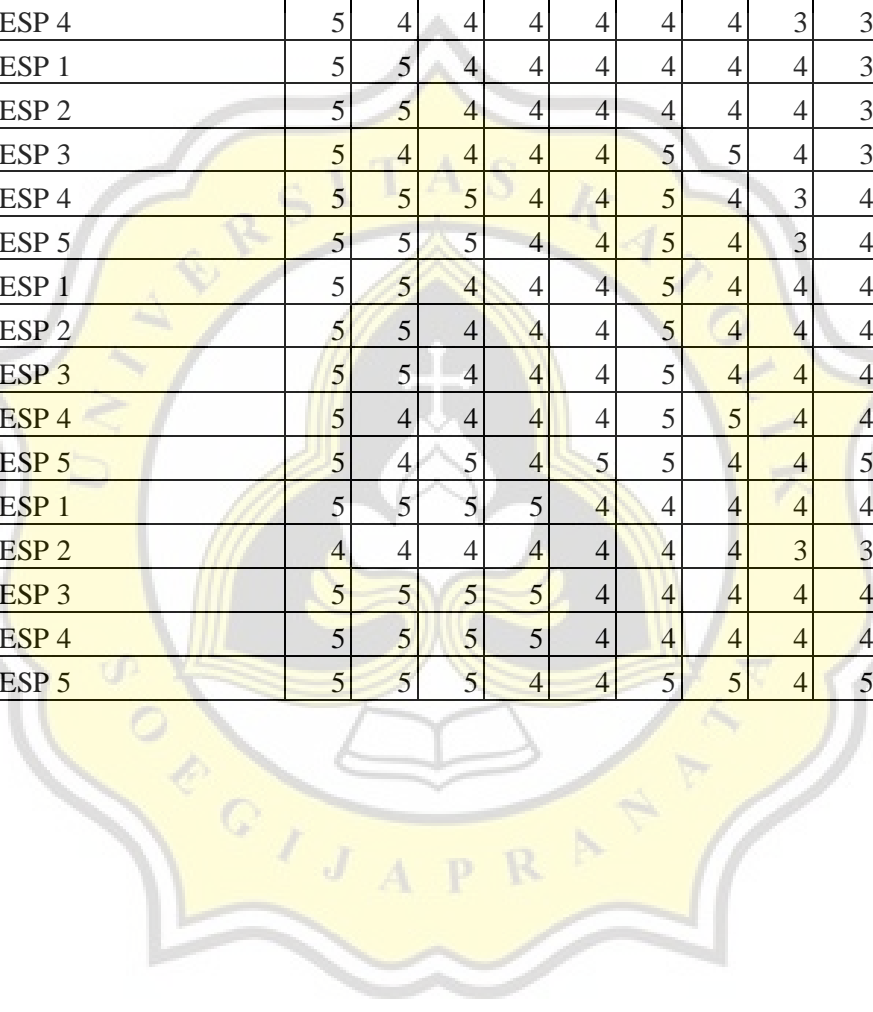 ESP 4 5 4 4 4 4 4 4 3 3
ESP 1 5 5 4 4 4 4 4 4 3
ESP 2 5 5 4 4 4 4 4 4 3
ESP 3 5 4 4 4 4 5 5 4 3
ESP 4 5 5 5 4 4 5 4 3 4
ESP 5 5 5 5 4 4 5 4 3 4
ESP 1 5 5 4 4 4 5 4 4 4
ESP 2 5 5 4 4 4 5 4 4 4
ESP 3 5 5 4 4 4 5 4 4 4
ESP 4 5 4 4 4 4 5 5 4 4
ESP 5 5 4 5 4 5 5 4 4 5
ESP 1 5 5 5 5 4 4 4 4 4
ESP 2 4 4 4 4 4 4 4 3 3
ESP 3 5 5 5 5 4 4 4 4 4
ESP 4 5 5 5 5 4 4 4 4 4
ESP 5 5 5 5 4 4 5 5 4 5
UNIVERSITAS KATOLIK
SOEGIJAPRANATA